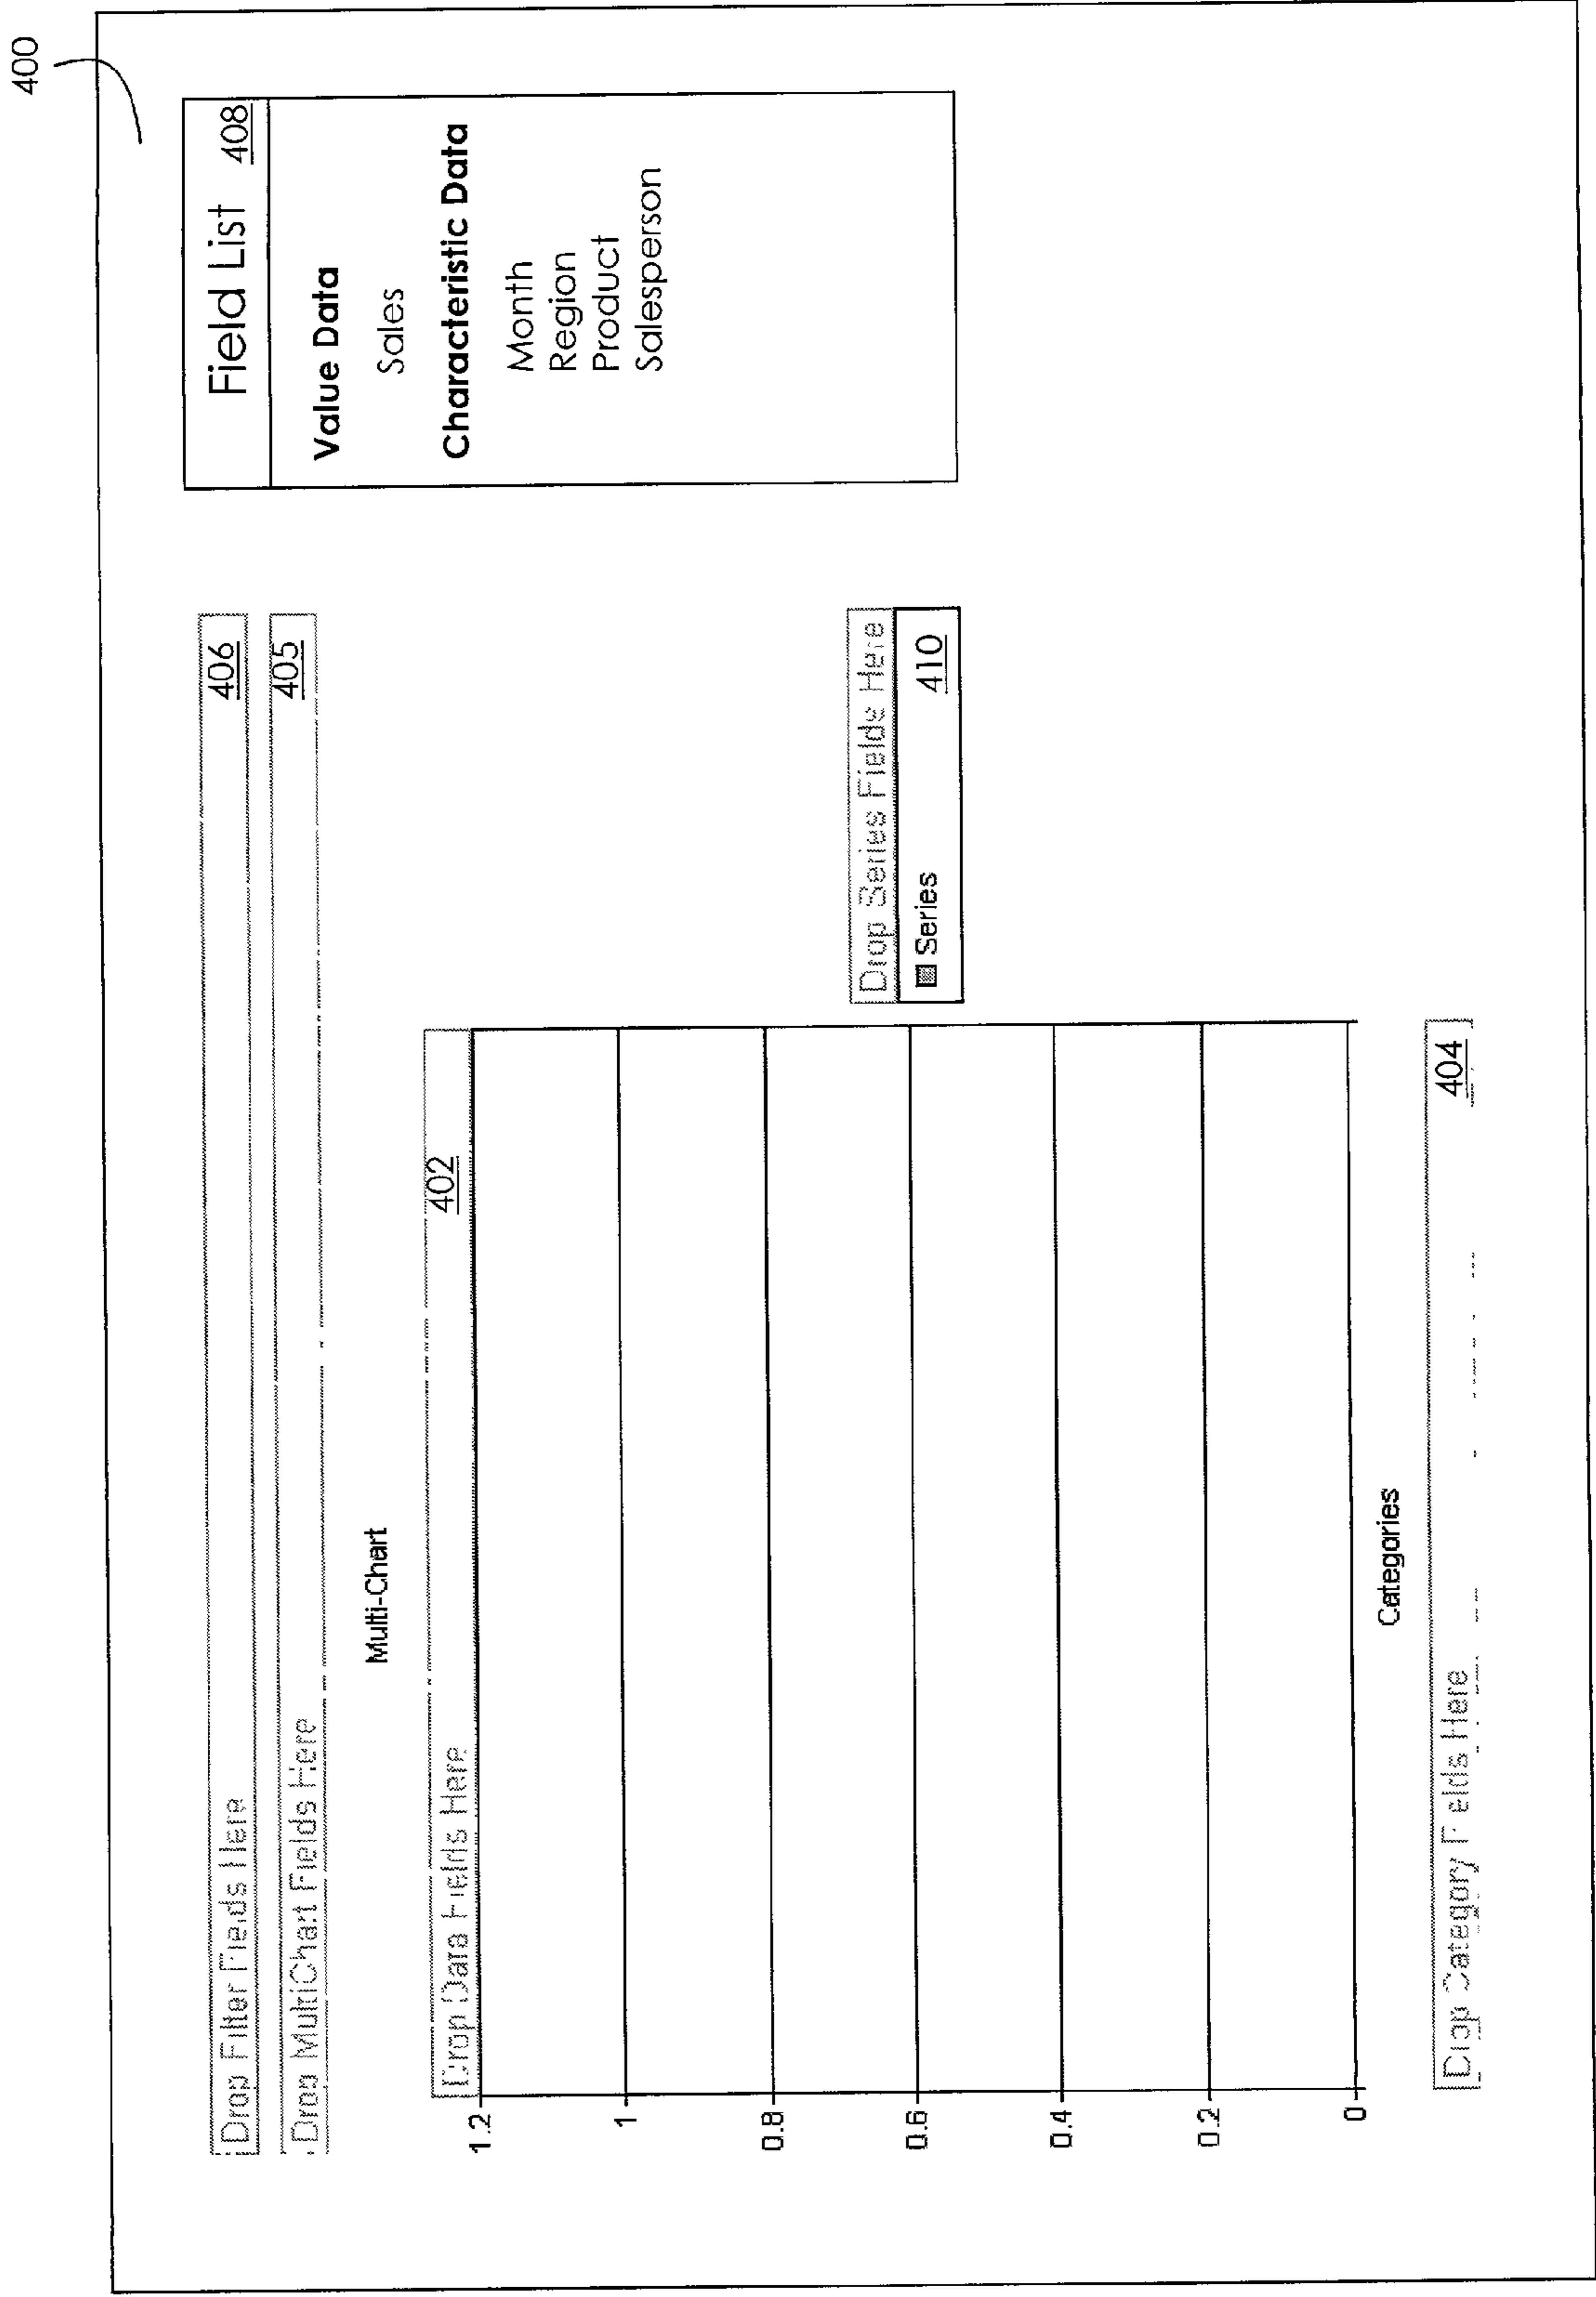 400
Drop Filter Fields Here 406
Drop MultiChart Fields Here 405
Field List 408
Value Data
Sales
Characteristic Data
Month
Region
Product
Salesperson
Multi-Chart
Drop Data Fields Here 402
1.2
1
0.8
0.6
0.4
0.2
0
Drop Series Fields Here
Series 410
Categories
Drop Category Fields Here 404